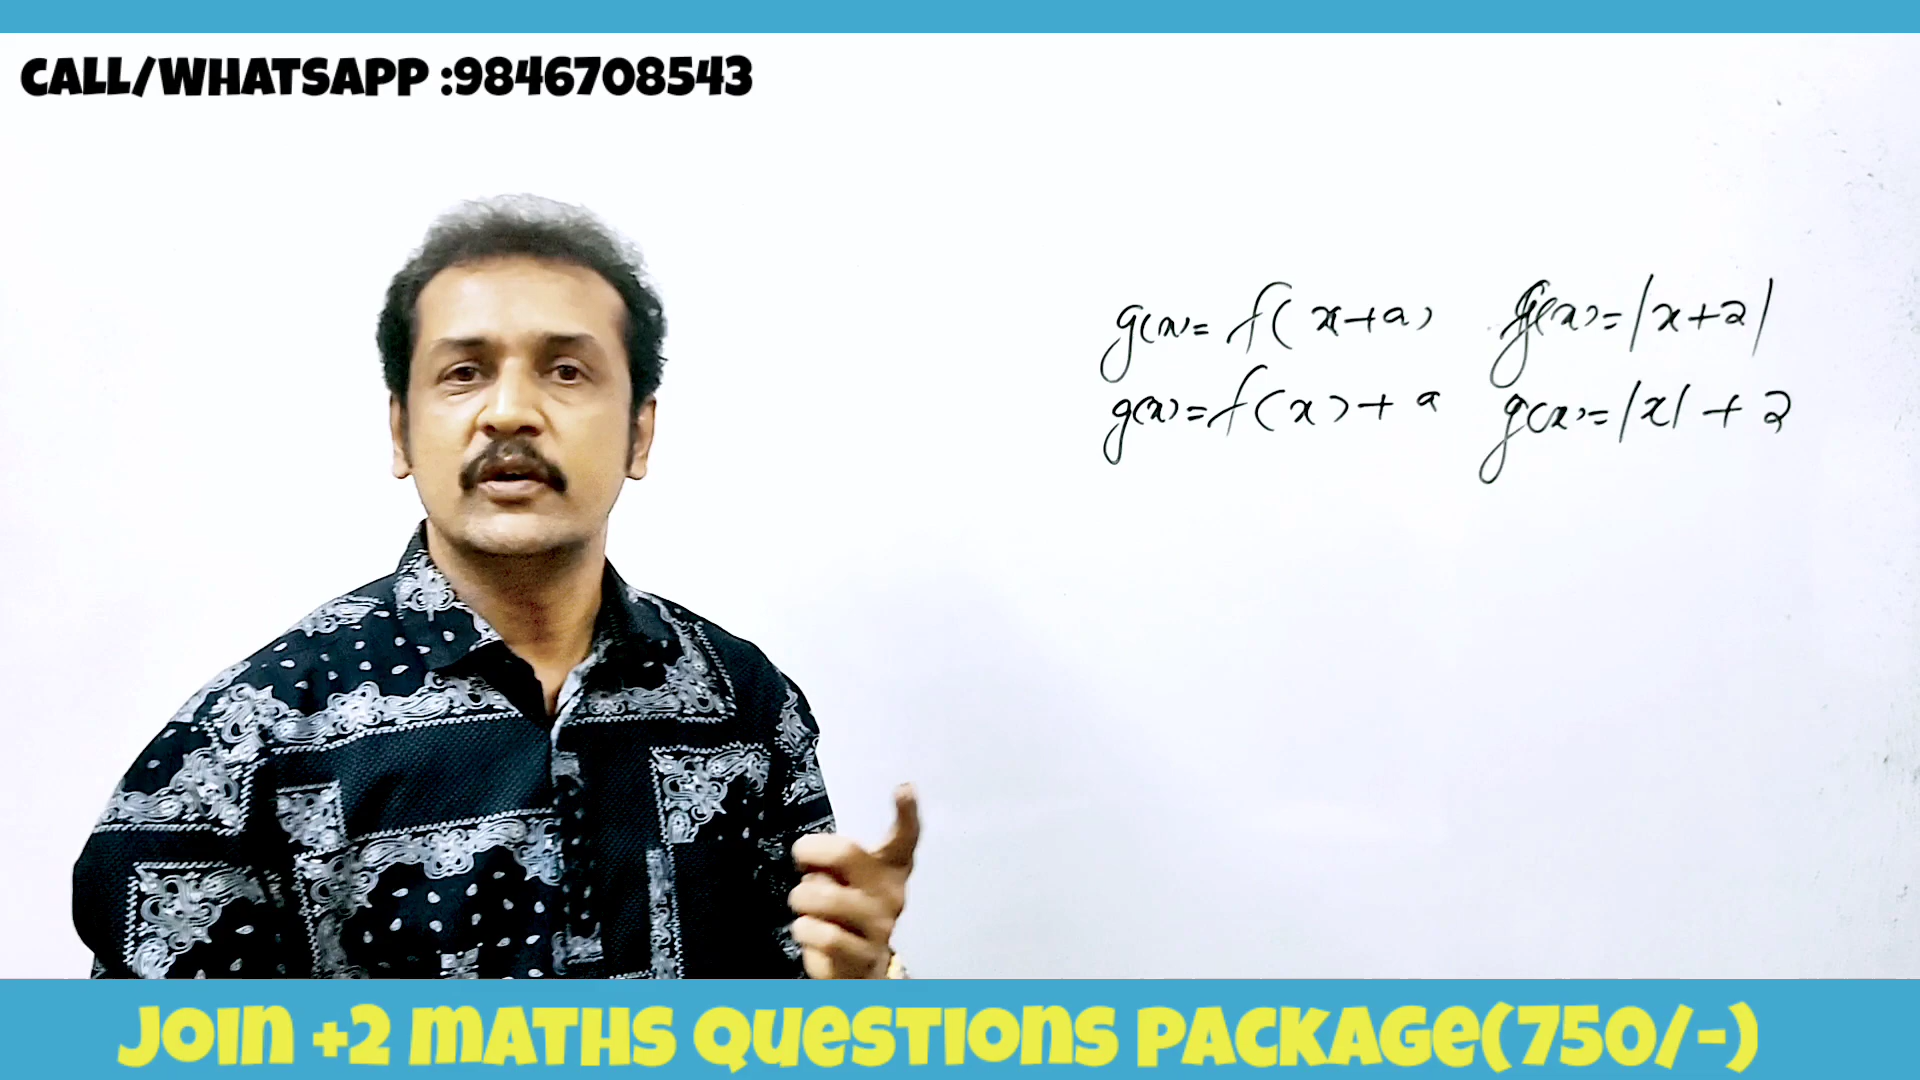 CALL/WHATSAPP :9846708543
g(x)= f( x+a) g(x)=|x+2|
g(x)=f(x)+ a g(x)=|x| + 2
JOIN +2 MATHS QUESTIONS PACKAGE(750/-)